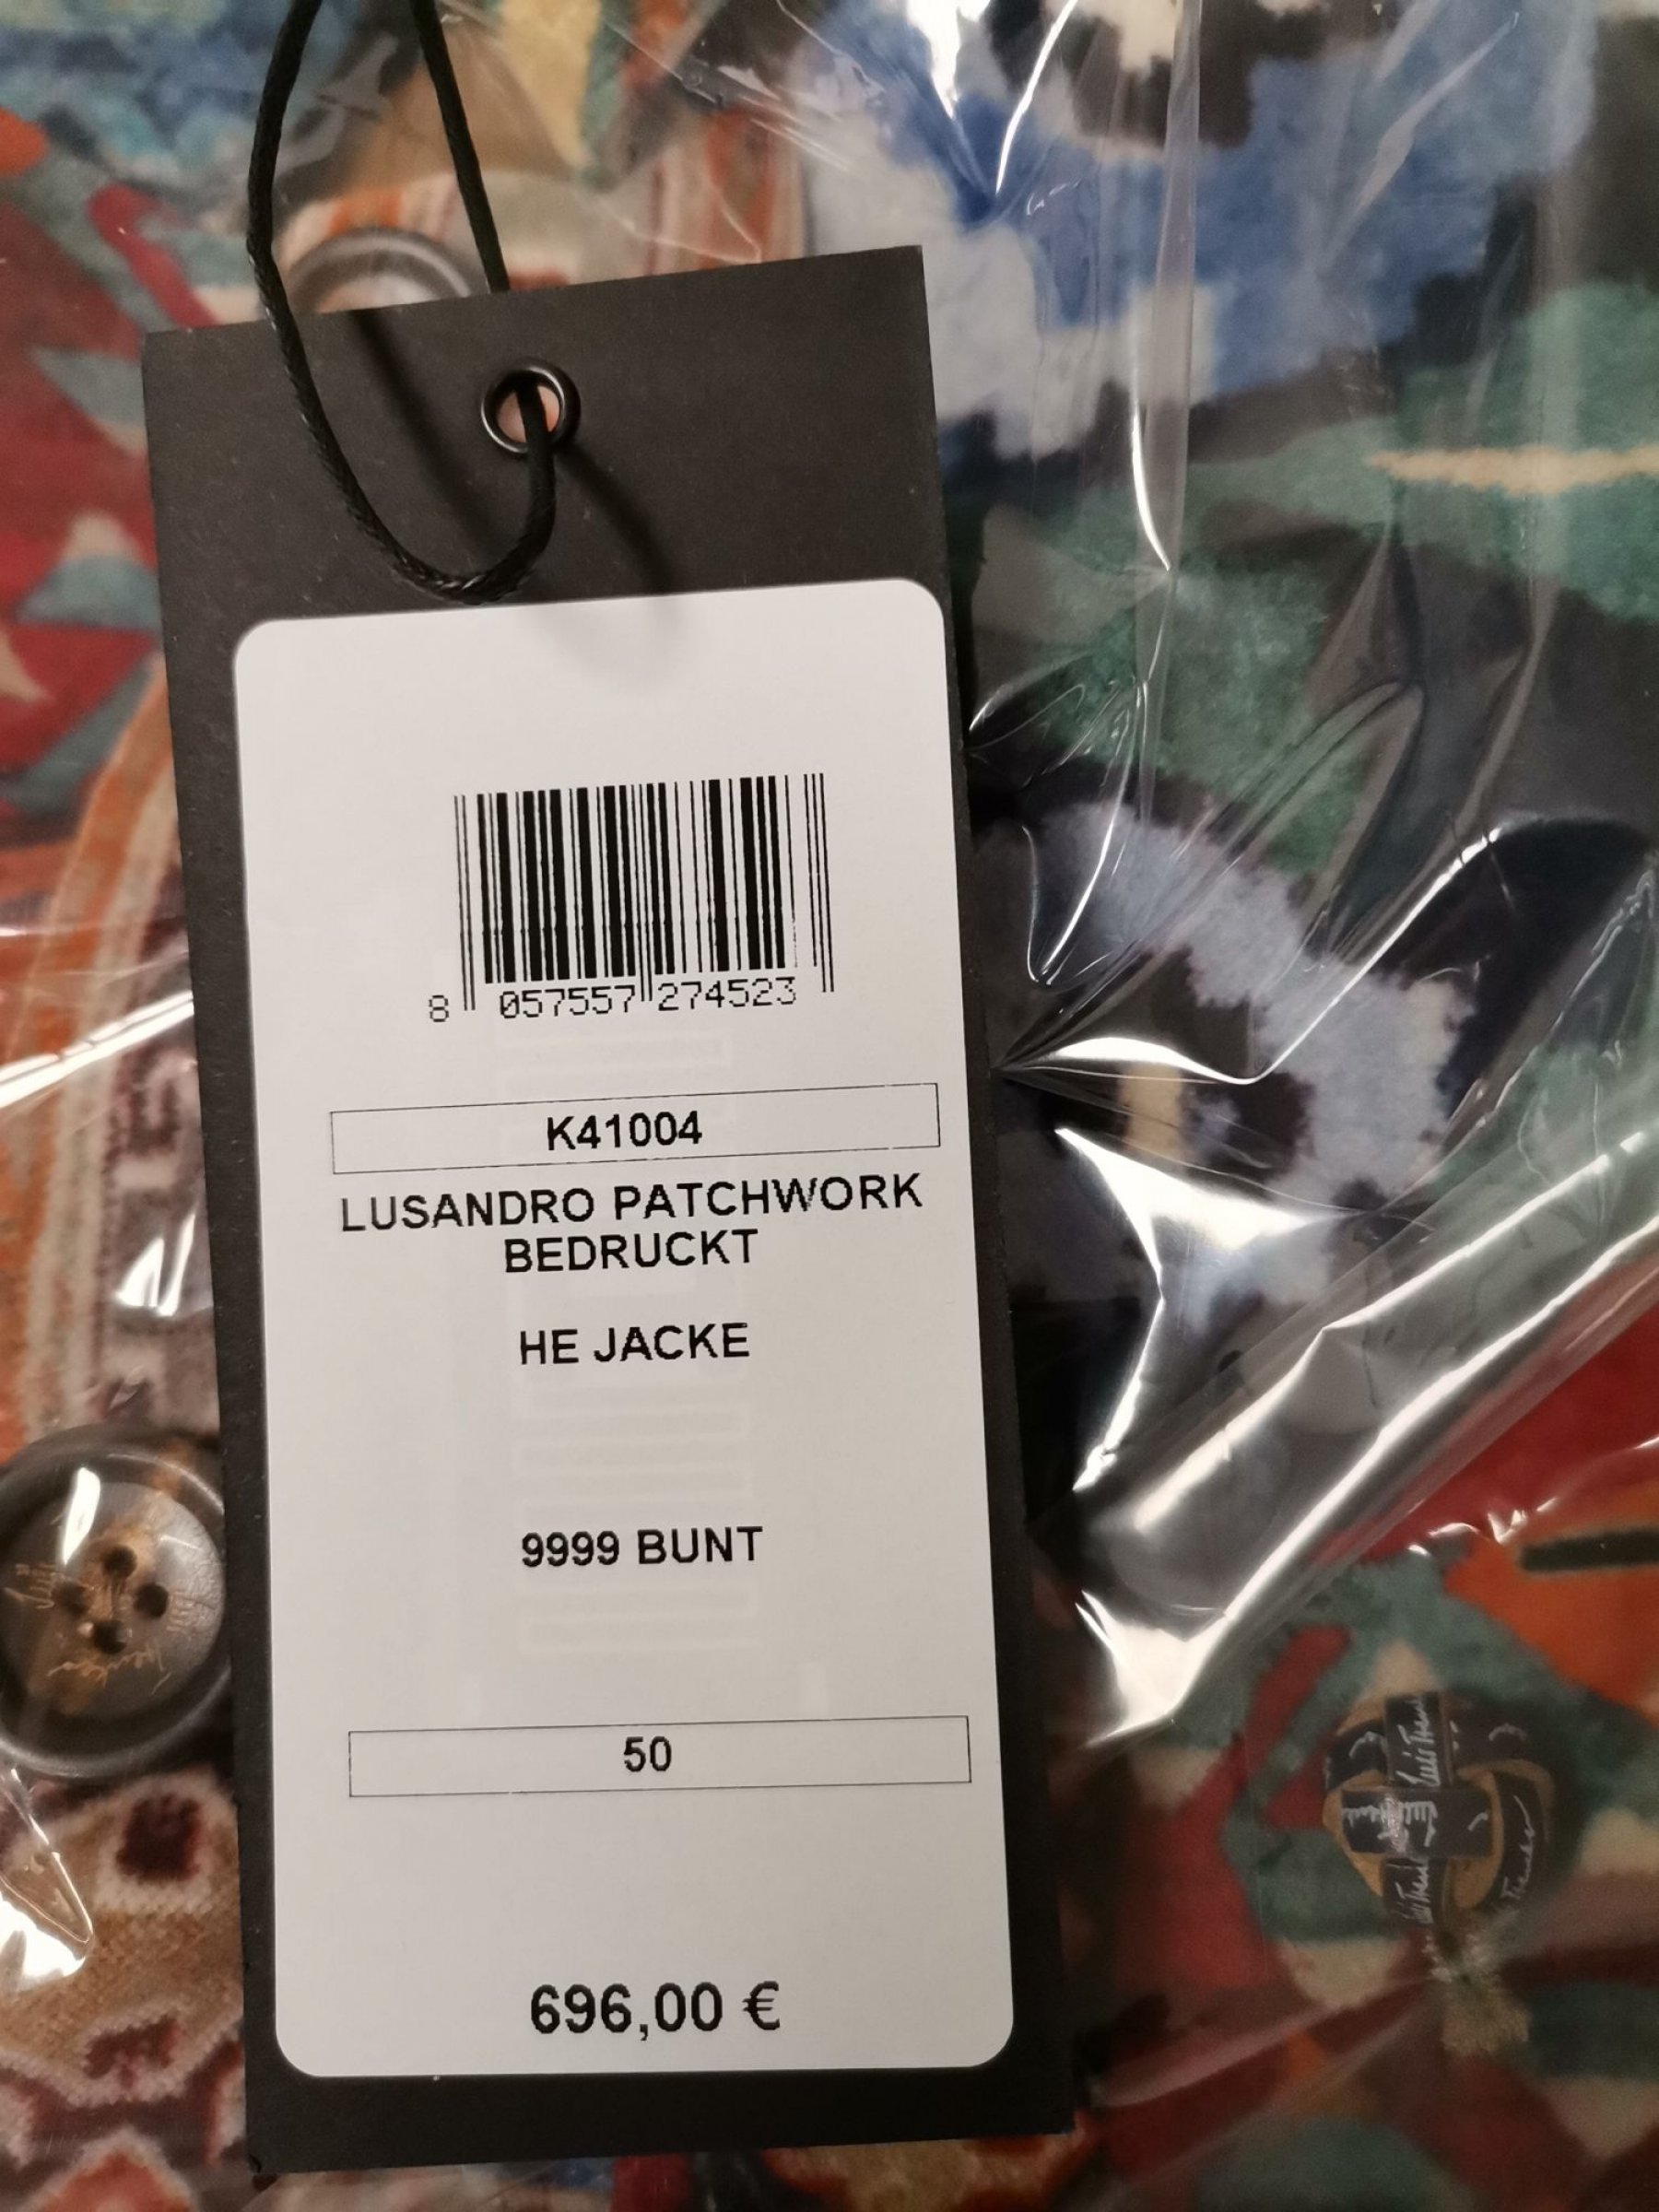 8 057557 274523
K41004
LUSANDRO PATCHWORK
BEDRUCKT
HE JACKE
9999 BUNT
50
696,00 €